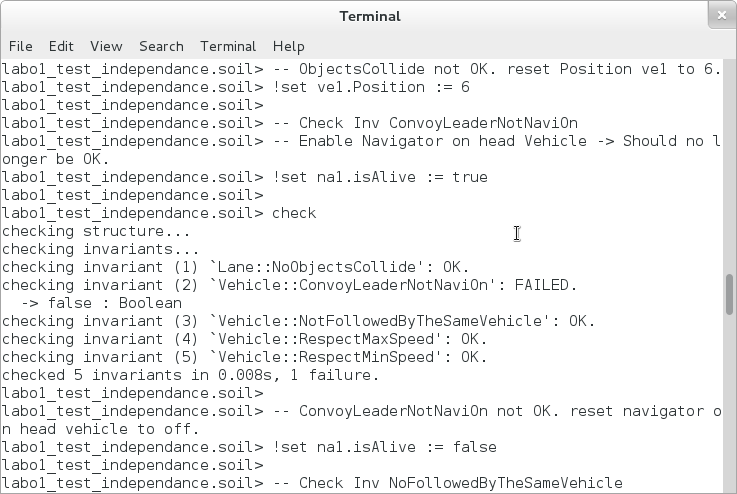 Terminal
File Edit View Search Terminal Help
labo1_test_independance.soil> -- ObjectsCollide not OK. reset Position ve1 to 6.
labo1_test_independance.soil> !set ve1.Position := 6
labo1_test_independance.soil>
labo1_test_independance.soil> -- Check Inv ConvoyLeaderNotNaviOn
labo1_test_independance.soil> -- Enable Navigator on head Vehicle -> Should no l
onger be OK.
labo1_test_independance.soil> !set na1.isAlive := true
labo1_test_independance.soil>
labo1_test_independance.soil> check
checking structure...
checking invariants...
checking invariant (1) `Lane::NoObjectsCollide': OK.
checking invariant (2) `Vehicle::ConvoyLeaderNotNaviOn': FAILED.
  -> false : Boolean
checking invariant (3) `Vehicle::NotFollowedByTheSameVehicle': OK.
checking invariant (4) `Vehicle::RespectMaxSpeed': OK.
checking invariant (5) `Vehicle::RespectMinSpeed': OK.
checked 5 invariants in 0.008s, 1 failure.
labo1_test_independance.soil>
labo1_test_independance.soil> -- ConvoyLeaderNotNaviOn not OK. reset navigator o
n head vehicle to off.
labo1_test_independance.soil> !set na1.isAlive := false
labo1_test_independance.soil>
labo1_test_independance.soil> -- Check Inv NoFollowedByTheSameVehicle